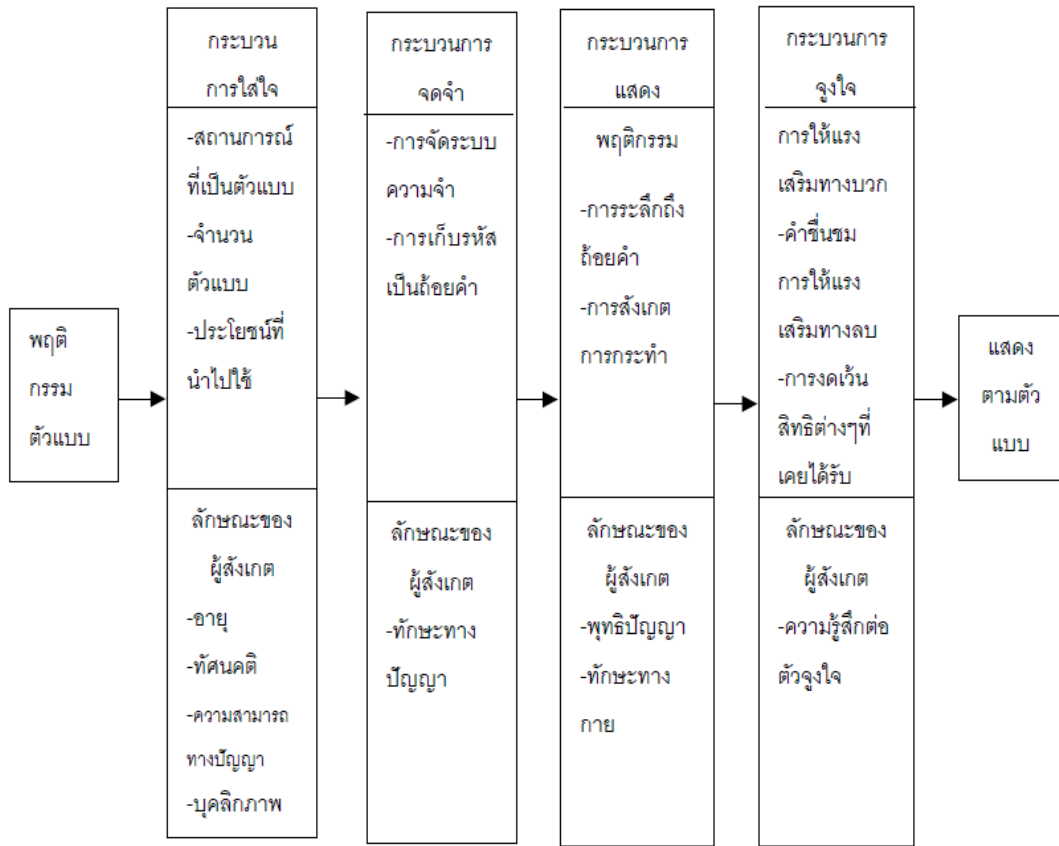 พฤติ
กรรม
ตัวแบบ
กระบวน
การใส่ใจ
-สถานการณ์
ที่เป็นตัวแบบ
-จำนวน
ตัวแบบ
-ประโยชน์ที่
นำไปใช้
ลักษณะของ
ผู้สังเกต
-อายุ
-ทัศนคติ
-ความสามารถ
ทางปัญญา
-บุคลิกภาพ
กระบวนการ
จดจำ
-การจัดระบบ
ความจำ
-การเก็บรหัส
เป็นถ้อยคำ
ลักษณะของ
ผู้สังเกต
-ทักษะทาง
ปัญญา
กระบวนการ
แสดง
พฤติกรรม
-การระลึกถึง
ถ้อยคำ
-การสังเกต
การกระทำ
ลักษณะของ
ผู้สังเกต
-พุทธิปัญญา
-ทักษะทาง
กาย
กระบวนการ
จูงใจ
การให้แรง
เสริมทางบวก
-คำชื่นชม
การให้แรง
เสริมทางลบ
-การงดเว้น
สิทธิต่างๆที่
เคยได้รับ
ลักษณะของ
ผู้สังเกต
-ความรู้สึกต่อ
ตัวจูงใจ
แสดง
ตามตัว
แบบ